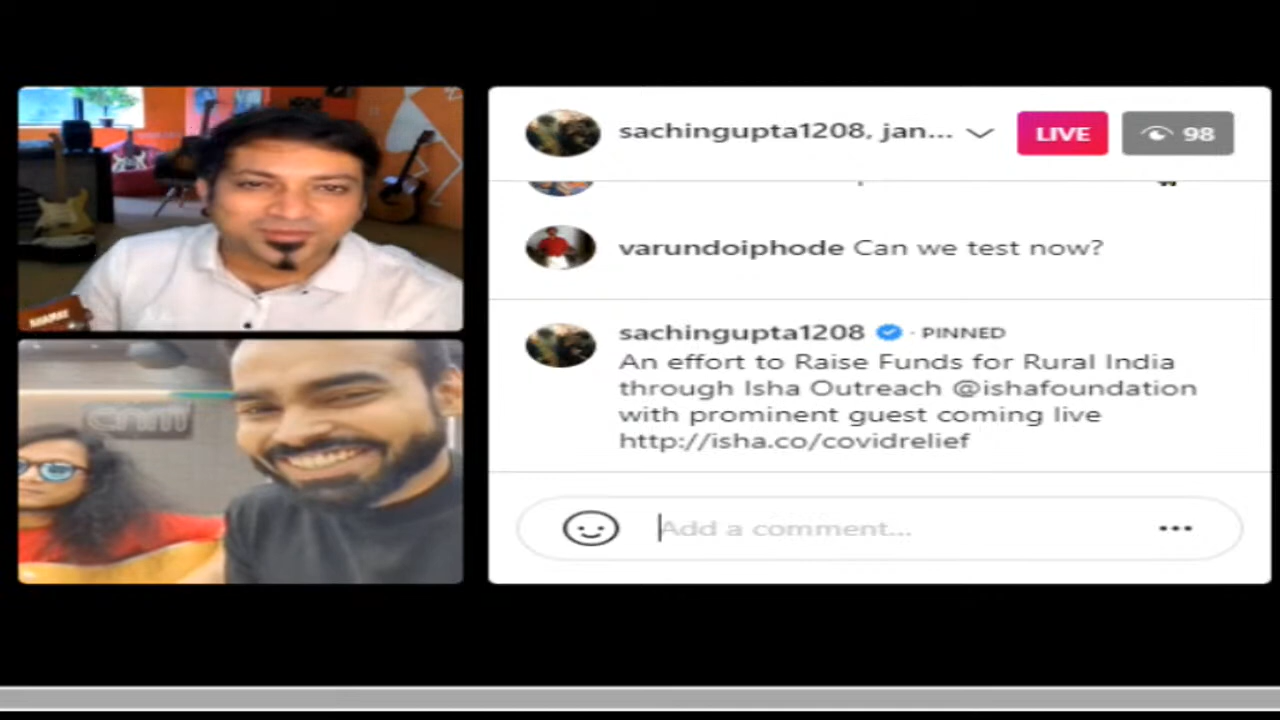 sachingupta1208, jan...
LIVE
98
varundoiphode Can we test now?
sachingupta1208 · PINNED
An effort to Raise Funds for Rural India
through Isha Outreach @ishafoundation
with prominent guest coming live
http://isha.co/covidrelief
Add a comment...